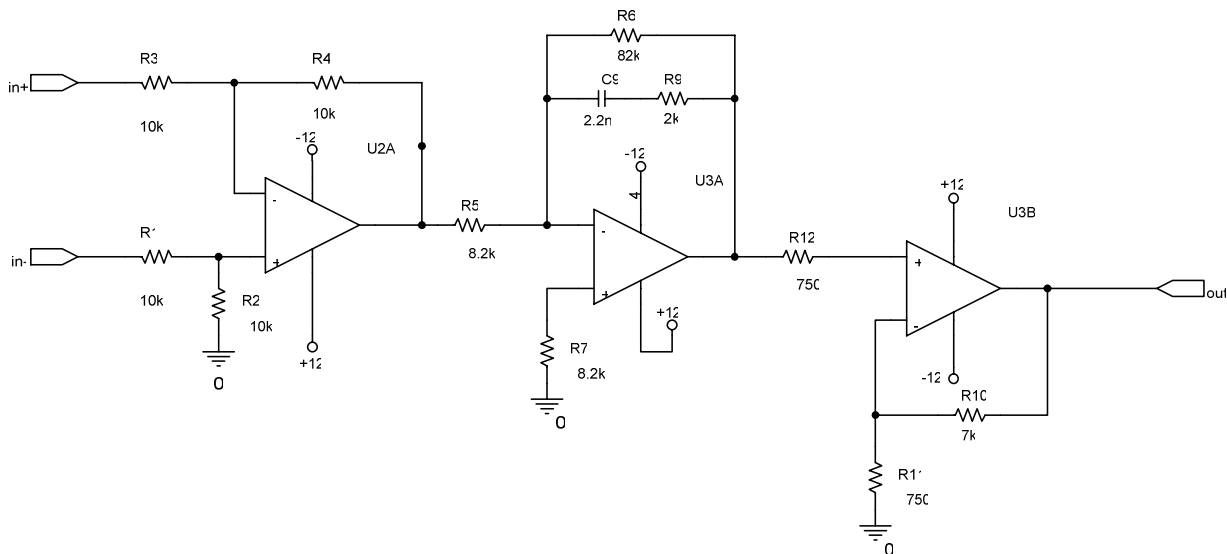 R6
82k
C9
R9
2.2n
2k
R3
R4
in+
10k
10k
-12
U2A
-12
4
U3A
+12
U3B
R5
8.2k
R1
in-
R2
10k
10k
R12
750
+12
0
+12
R7
8.2k
0
-12
R10
7k
out
R11
750
0